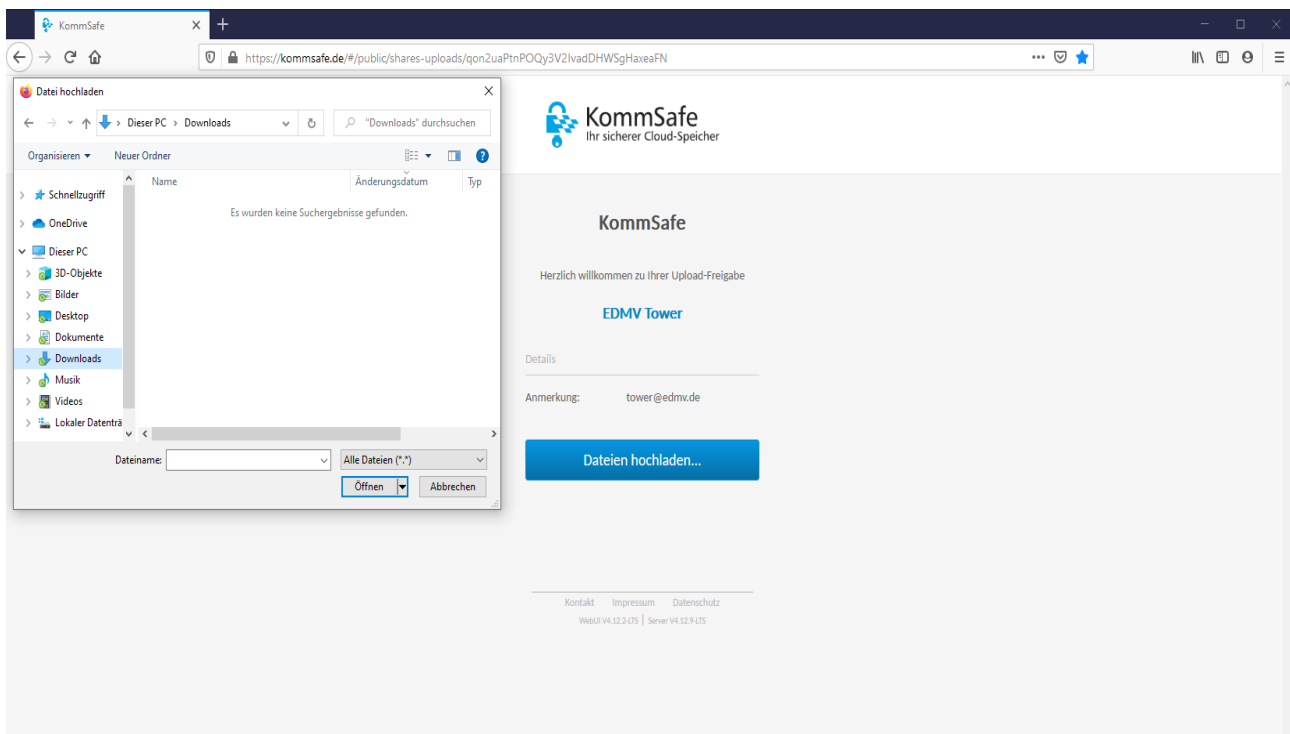 KommSafe
https://kommsafe.de/#/public/shares-uploads/qon2uaPtnPOQy3V2IvadDHWSgHaxeaFN
Datei hochladen
Dieser PC > Downloads
"Downloads" durchsuchen
Organisieren
Neuer Ordner
Name
Änderungsdatum
Typ
Es wurden keine Suchergebnisse gefunden.
Schnellzugriff
OneDrive
Dieser PC
3D-Objekte
Bilder
Desktop
Dokumente
Downloads
Musik
Videos
Lokaler Datenträ
Dateiname:
Alle Dateien (*.*)
Öffnen
Abbrechen
KommSafe
Ihr sicherer Cloud-Speicher
KommSafe
Herzlich willkommen zu Ihrer Upload-Freigabe
EDMV Tower
Details
Anmerkung: tower@edmv.de
Dateien hochladen...
Kontakt Impressum Datenschutz
WebUI V4.12.2-LTS | Server V4.12.9-LTS